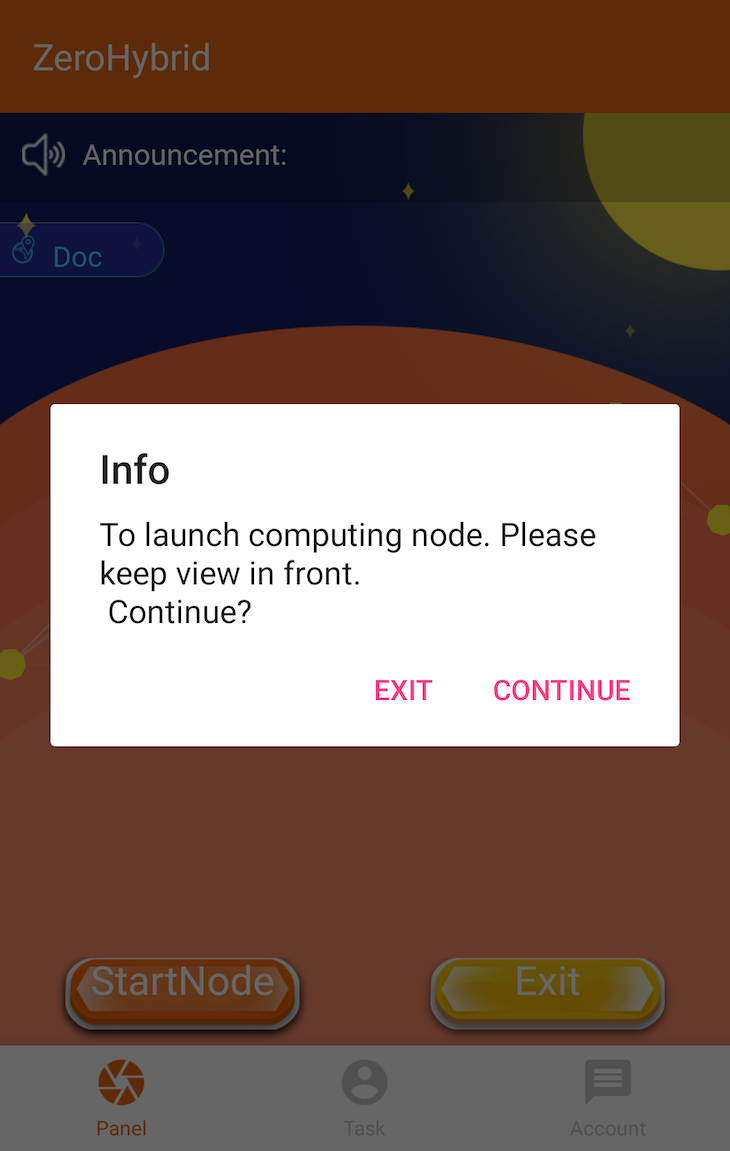 ZeroHybrid
Announcement:
Doc
Info
To launch computing node. Please
keep view in front.
Continue?
EXIT CONTINUE
StartNode Exit
Panel Task Account